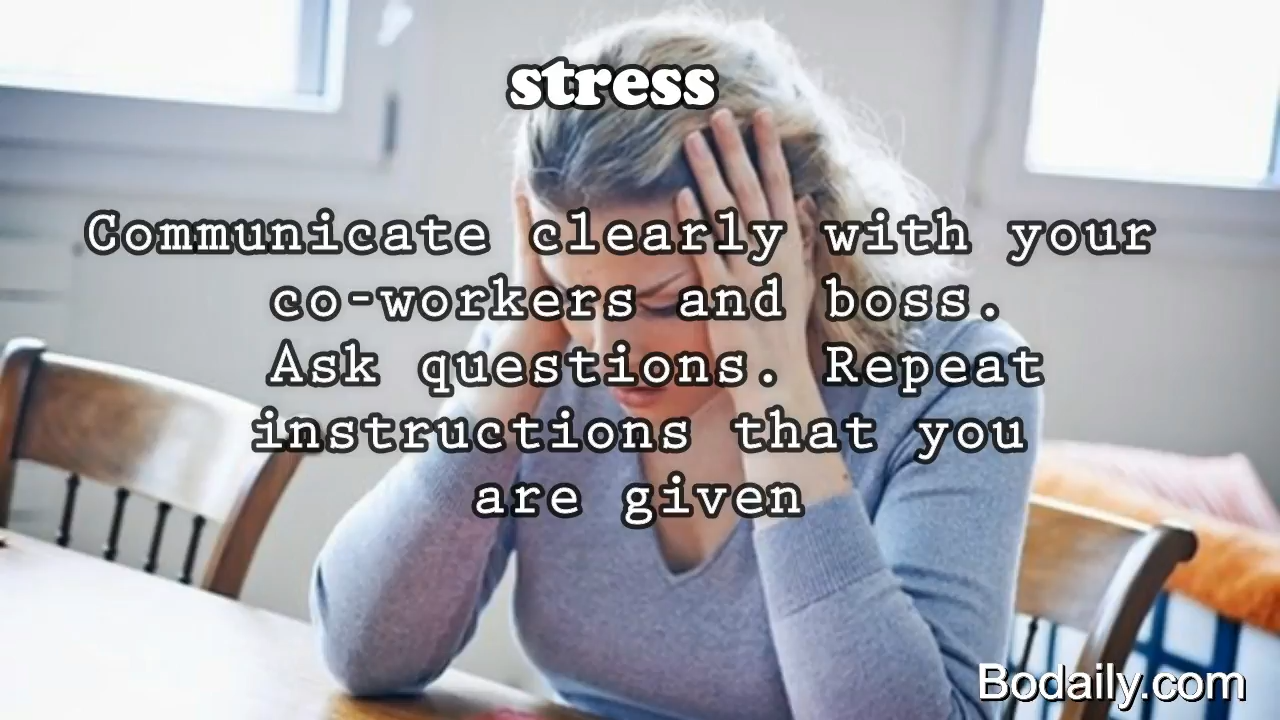 stress
Communicate clearly with your
co-workers and boss.
Ask questions. Repeat
instructions that you
are given
Bodaily.com